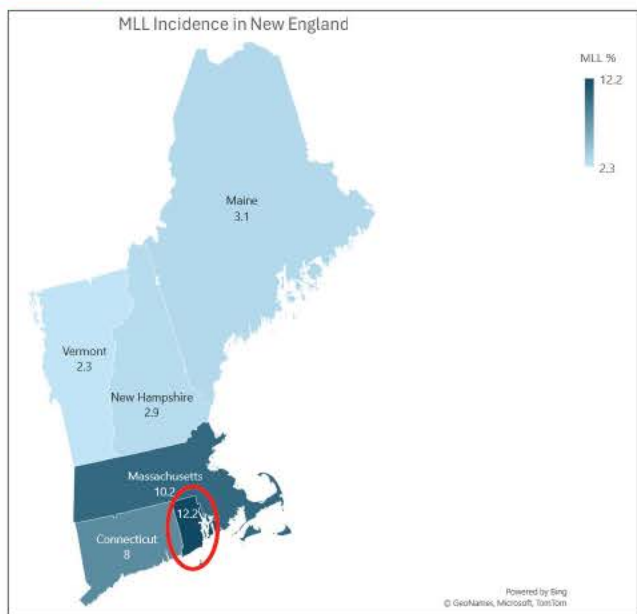 MLL Incidence in New England
MLL %
12.2
2.3
Maine
3.1
Vermont
2.3
New Hampshire
2.9
Massachusetts
10.2
12.2
Connecticut
8
Powered by Bing
© GeoNames, Microsoft, TomTom